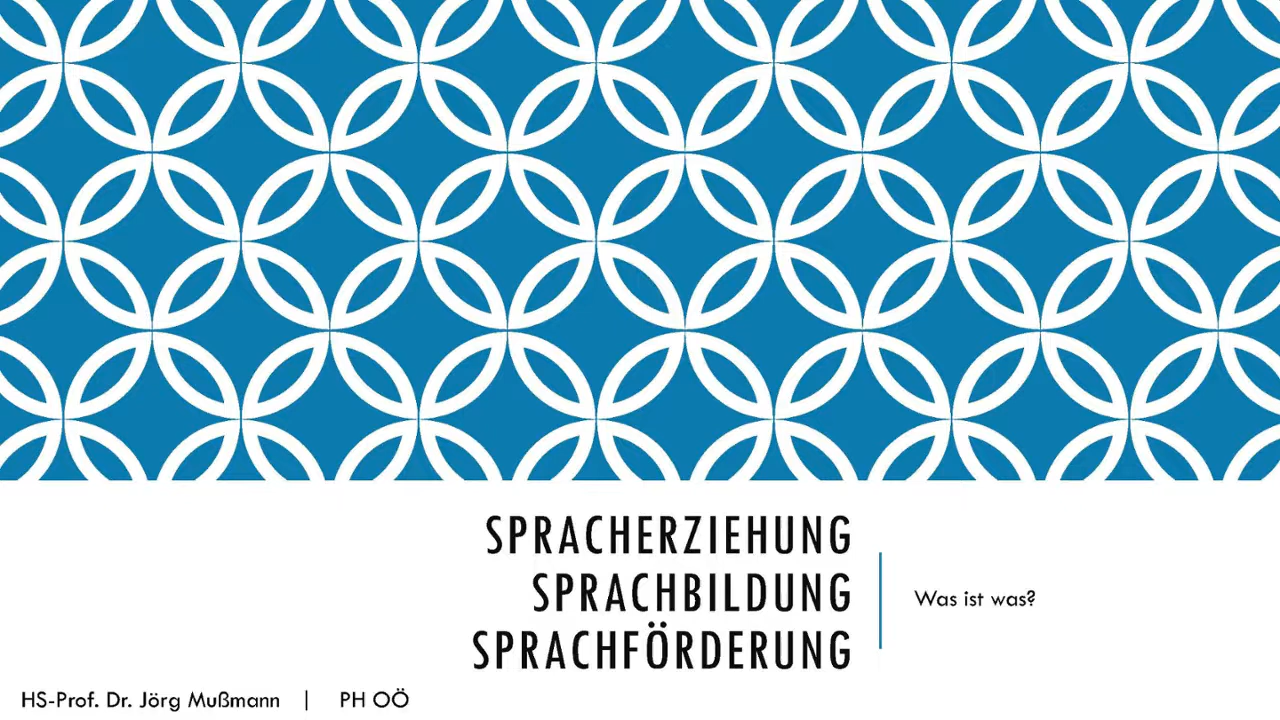 SPRACHERZIEHUNG
SPRACHBILDUNG
SPRACHFÖRDERUNG
Was ist was?
HS-Prof. Dr. Jörg Mußmann | PH OÖ